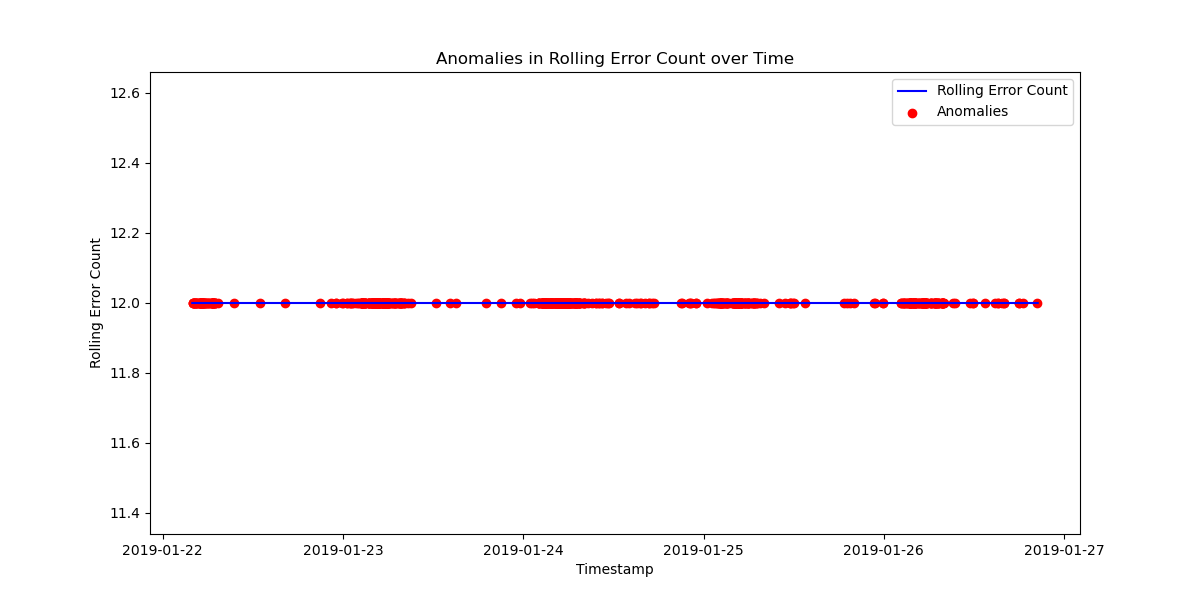 Anomalies in Rolling Error Count over Time
Rolling Error Count
Anomalies
12.6
12.4
12.2
12.0
11.8
11.6
11.4
Rolling Error Count
2019-01-22 2019-01-23 2019-01-24 2019-01-25 2019-01-26 2019-01-27
Timestamp